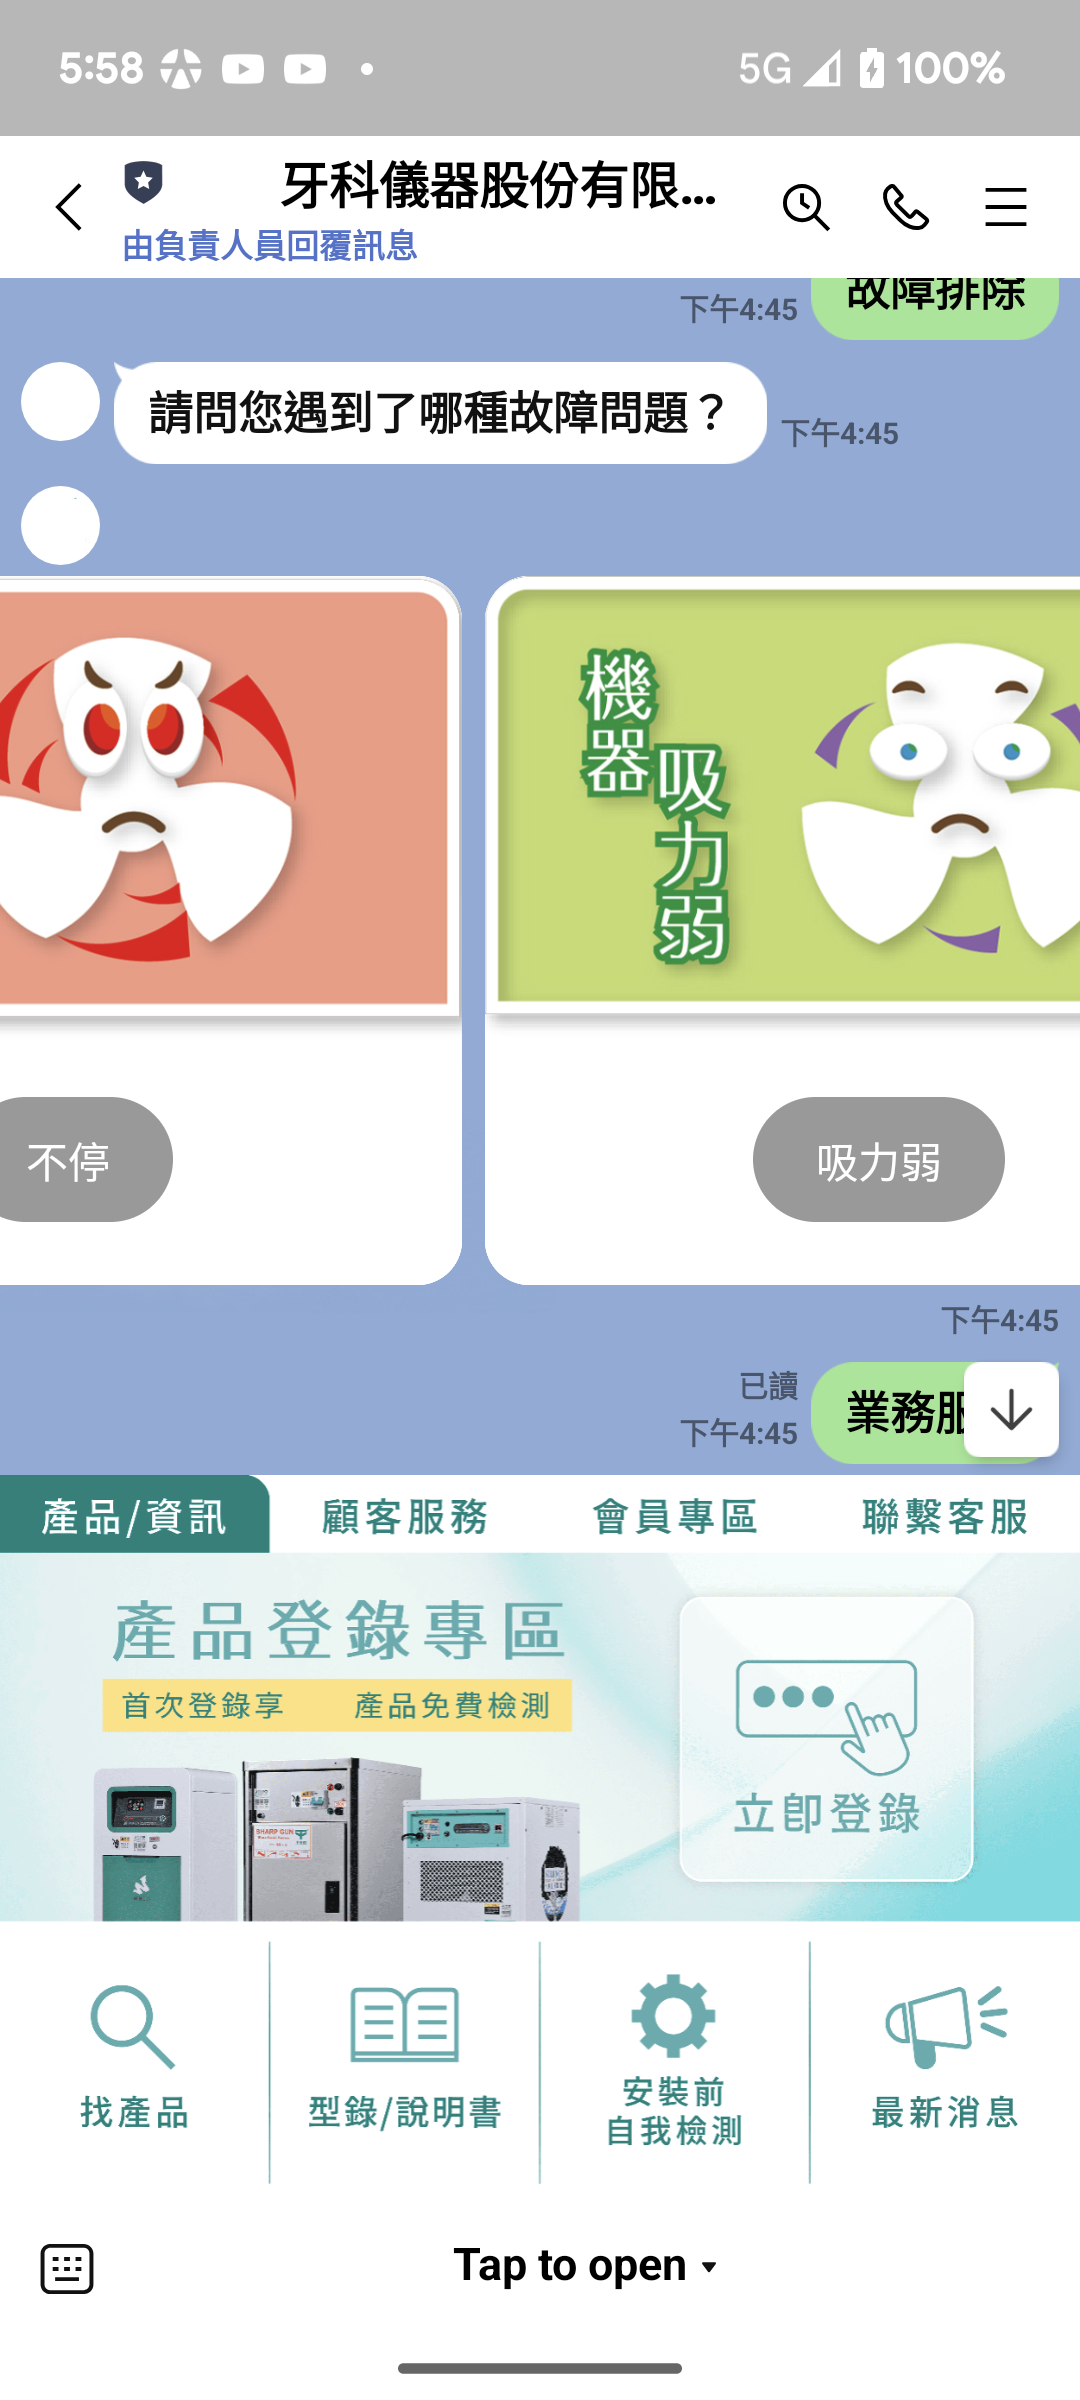 5:58
5G 100%
牙科儀器股份有限...
由負責人員回覆訊息
故障排除
下午4:45
請問您遇到了哪種故障問題？
下午4:45
機器
吸力弱
不停
吸力弱
下午4:45
已讀
下午4:45
業務服
產品/資訊
顧客服務
會員專區
聯繫客服
產品登錄專區
首次登錄享 產品免費檢測
SHARP-GUN
立即登錄
找產品
型錄/說明書
安裝前
自我檢測
最新消息
Tap to open